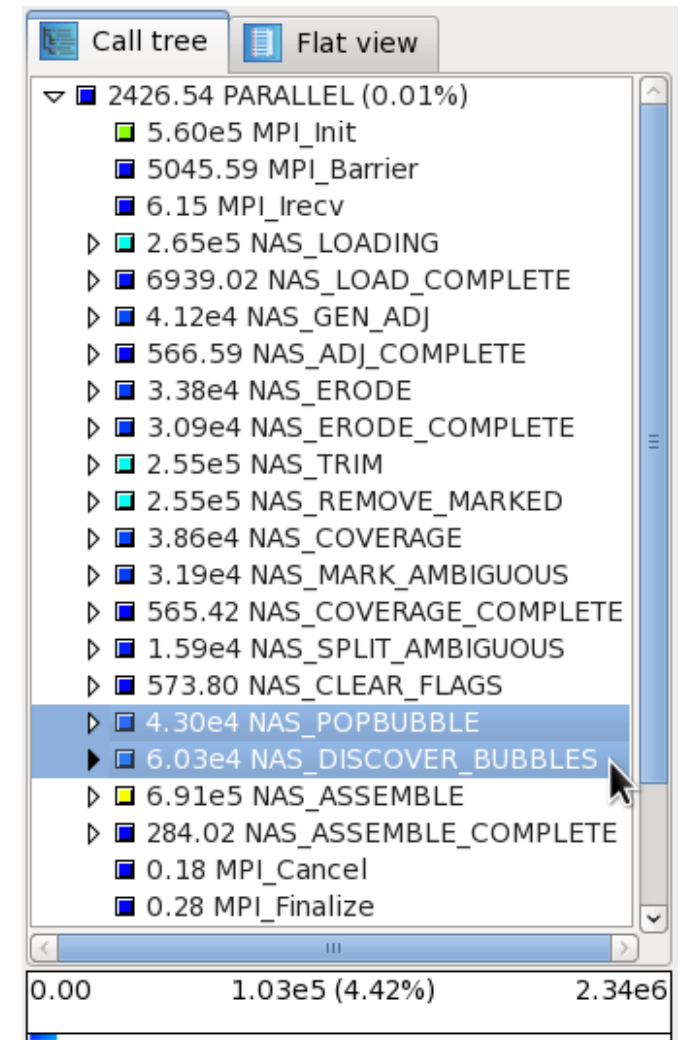 Call tree Flat view
2426.54 PARALLEL (0.01%)
5.60e5 MPI_Init
5045.59 MPI_Barrier
6.15 MPI_Irecv
2.65e5 NAS_LOADING
6939.02 NAS_LOAD_COMPLETE
4.12e4 NAS_GEN_ADJ
566.59 NAS_ADJ_COMPLETE
3.38e4 NAS_ERODE
3.09e4 NAS_ERODE_COMPLETE
2.55e5 NAS_TRIM
2.55e5 NAS_REMOVE_MARKED
3.86e4 NAS_COVERAGE
3.19e4 NAS_MARK_AMBIGUOUS
565.42 NAS_COVERAGE_COMPLETE
1.59e4 NAS_SPLIT_AMBIGUOUS
573.80 NAS_CLEAR_FLAGS
4.30e4 NAS_POPBUBBLE
6.03e4 NAS_DISCOVER_BUBBLES
6.91e5 NAS_ASSEMBLE
284.02 NAS_ASSEMBLE_COMPLETE
0.18 MPI_Cancel
0.28 MPI_Finalize
0.00 1.03e5 (4.42%) 2.34e6